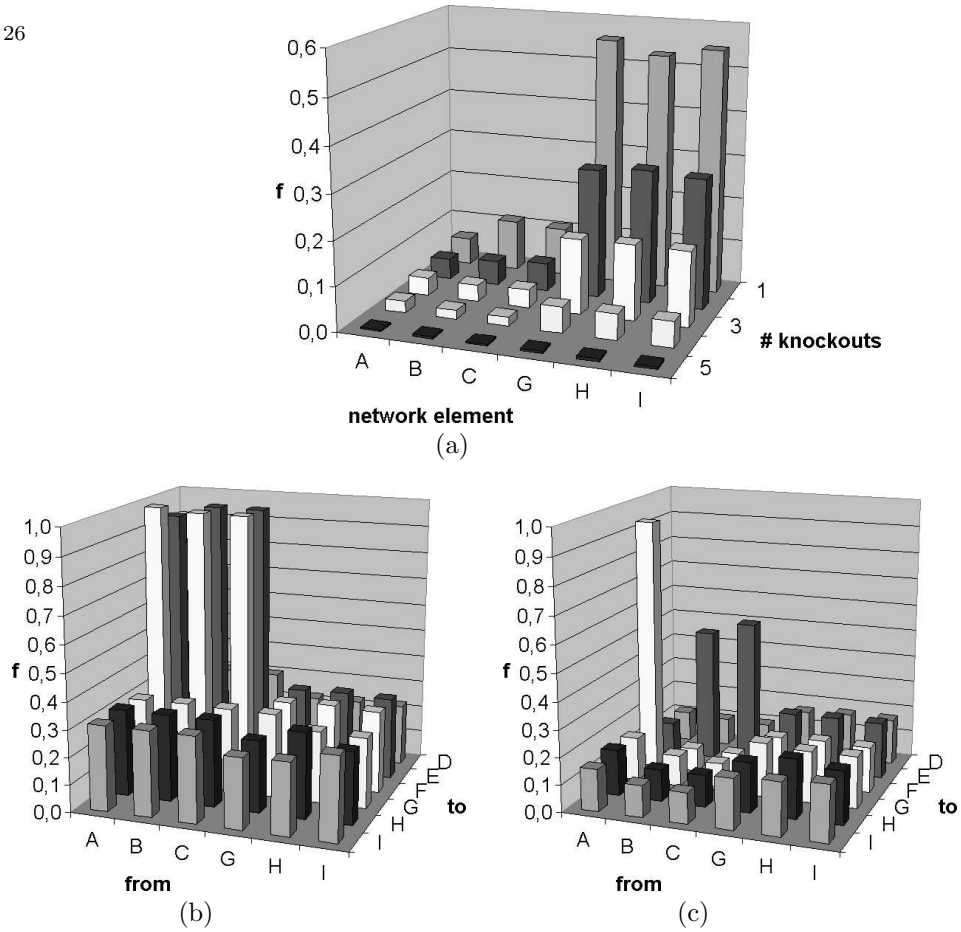 26
0,6
0,5
0,4
f 0,3
0,2
0,1
0,0
A B C G H I
1
3
5
# knockouts
network element
(a)
1,0
0,9
0,8
0,7
0,6
f 0,5
0,4
0,3
0,2
0,1
0,0
A B C G H I
D
E
F
G
H
I
to
from
(b)
1,0
0,9
0,8
0,7
0,6
f 0,5
0,4
0,3
0,2
0,1
0,0
A B C G H I
D
E
F
G
H
I
to
from
(c)